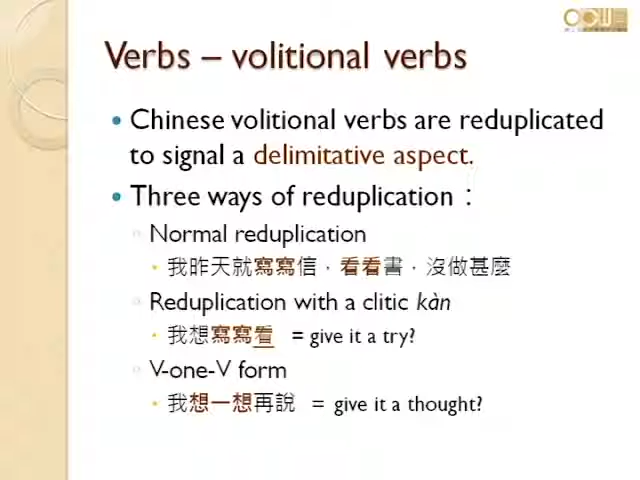 Verbs – volitional verbs
Chinese volitional verbs are reduplicated
to signal a delimitative aspect.
Three ways of reduplication：
Normal reduplication
我昨天就寫寫信，看看書，沒做甚麼
Reduplication with a clitic kàn
我想寫寫看 = give it a try?
V-one-V form
我想一想再說 = give it a thought?